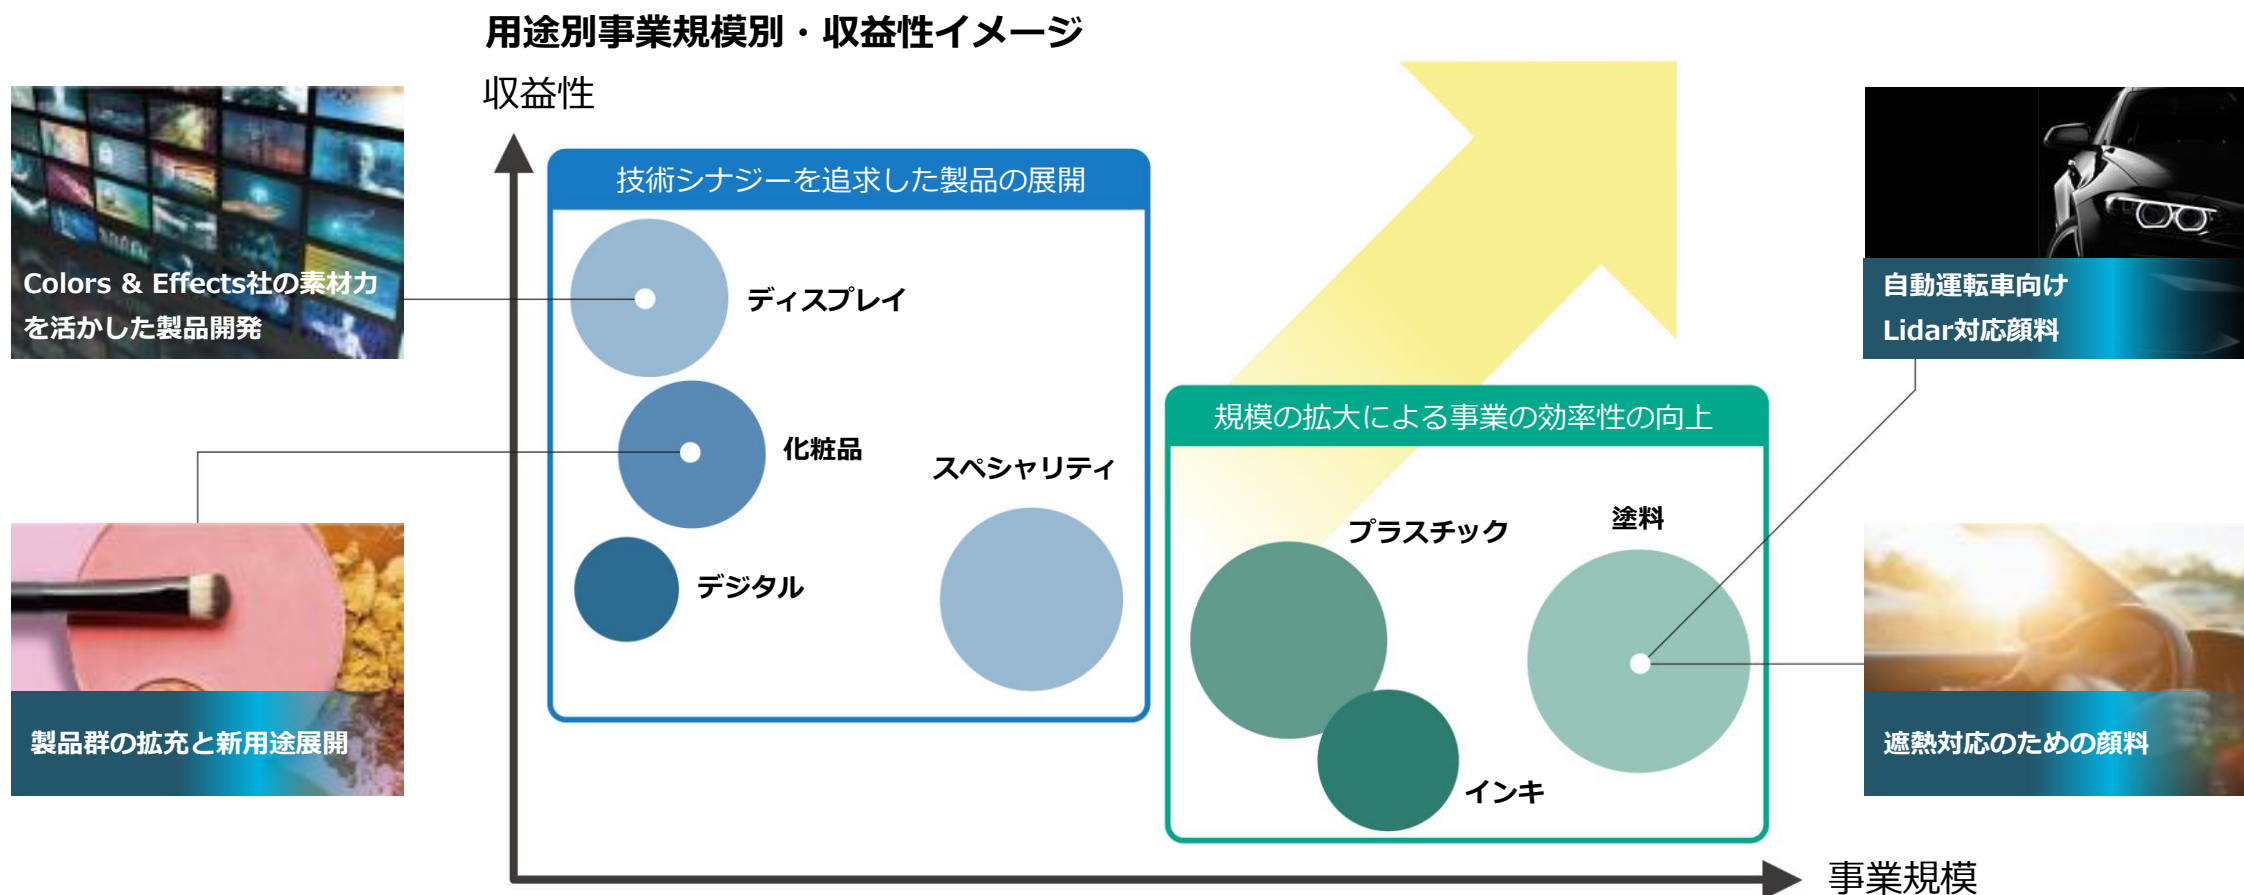 用途別事業規模別・収益性イメージ
収益性
技術シナジーを追求した製品の展開
Colors & Effects社の素材力
を活かした製品開発
ディスプレイ
自動運転車向け
Lidar対応顔料
規模の拡大による事業の効率性の向上
化粧品
スペシャリティ
プラスチック
塗料
デジタル
製品群の拡充と新用途展開
インキ
遮熱対応のための顔料
事業規模